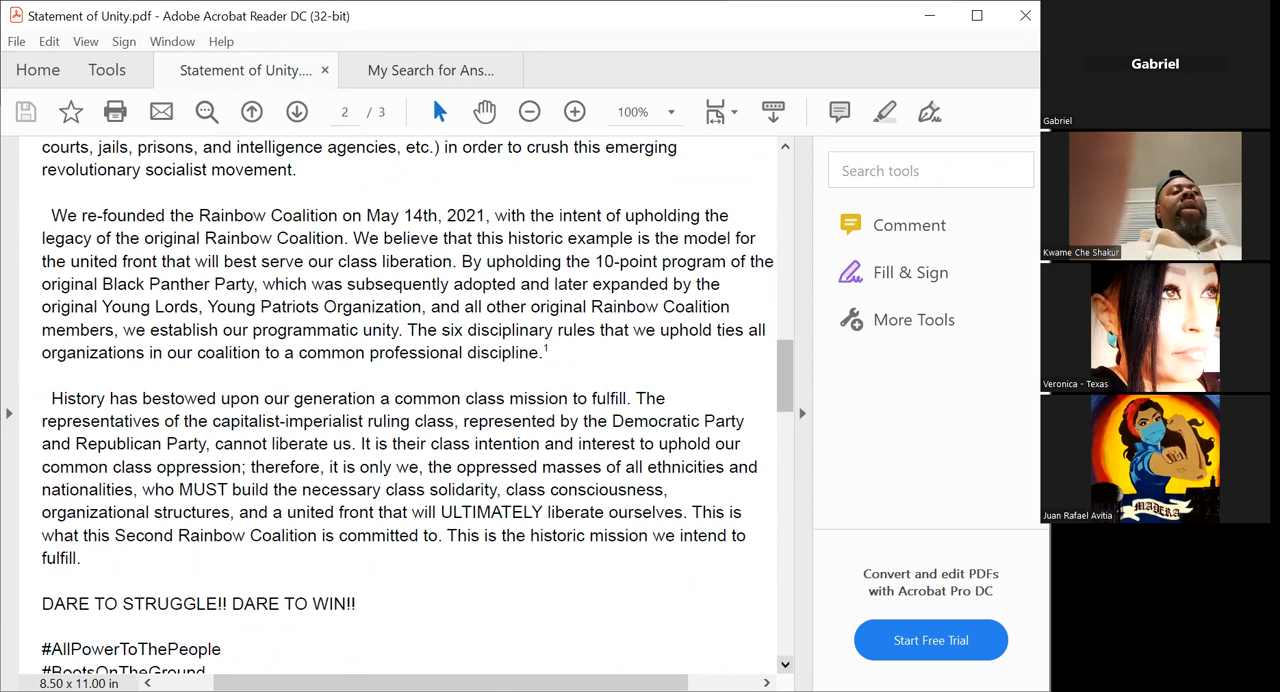 Statement of Unity.pdf - Adobe Acrobat Reader DC (32-bit)
File Edit View Sign Window Help
Home Tools Statement of Unity.... × My Search for Ans...
2 / 3 100%
courts, jails, prisons, and intelligence agencies, etc.) in order to crush this emerging
revolutionary socialist movement.
We re-founded the Rainbow Coalition on May 14th, 2021, with the intent of upholding the
legacy of the original Rainbow Coalition. We believe that this historic example is the model for
the united front that will best serve our class liberation. By upholding the 10-point program of the
original Black Panther Party, which was subsequently adopted and later expanded by the
original Young Lords, Young Patriots Organization, and all other original Rainbow Coalition
members, we establish our programmatic unity. The six disciplinary rules that we uphold ties all
organizations in our coalition to a common professional discipline.1
History has bestowed upon our generation a common class mission to fulfill. The
representatives of the capitalist-imperialist ruling class, represented by the Democratic Party
and Republican Party, cannot liberate us. It is their class intention and interest to uphold our
common class oppression; therefore, it is only we, the oppressed masses of all ethnicities and
nationalities, who MUST build the necessary class solidarity, class consciousness,
organizational structures, and a united front that will ULTIMATELY liberate ourselves. This is
what this Second Rainbow Coalition is committed to. This is the historic mission we intend to
fulfill.
DARE TO STRUGGLE!! DARE TO WIN!!
#AllPowerToThePeople
#BootsOnTheGround
8.50 x 11.00 in
Search tools
Comment
Fill & Sign
More Tools
Convert and edit PDFs
with Acrobat Pro DC
Start Free Trial
Gabriel
Gabriel
Kwame Che Shakur
Veronica - Texas
MADERA
Juan Rafael Avitia